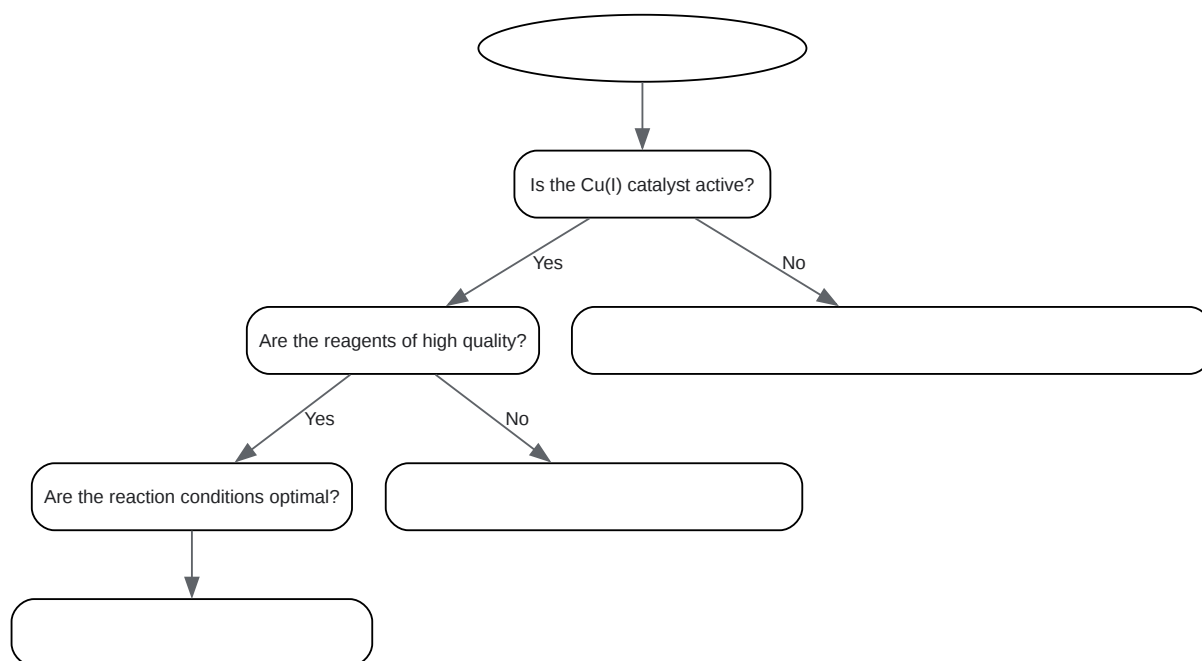 Is the Cu(I) catalyst active?
Yes
No
Are the reagents of high quality?
Yes
No
Are the reaction conditions optimal?